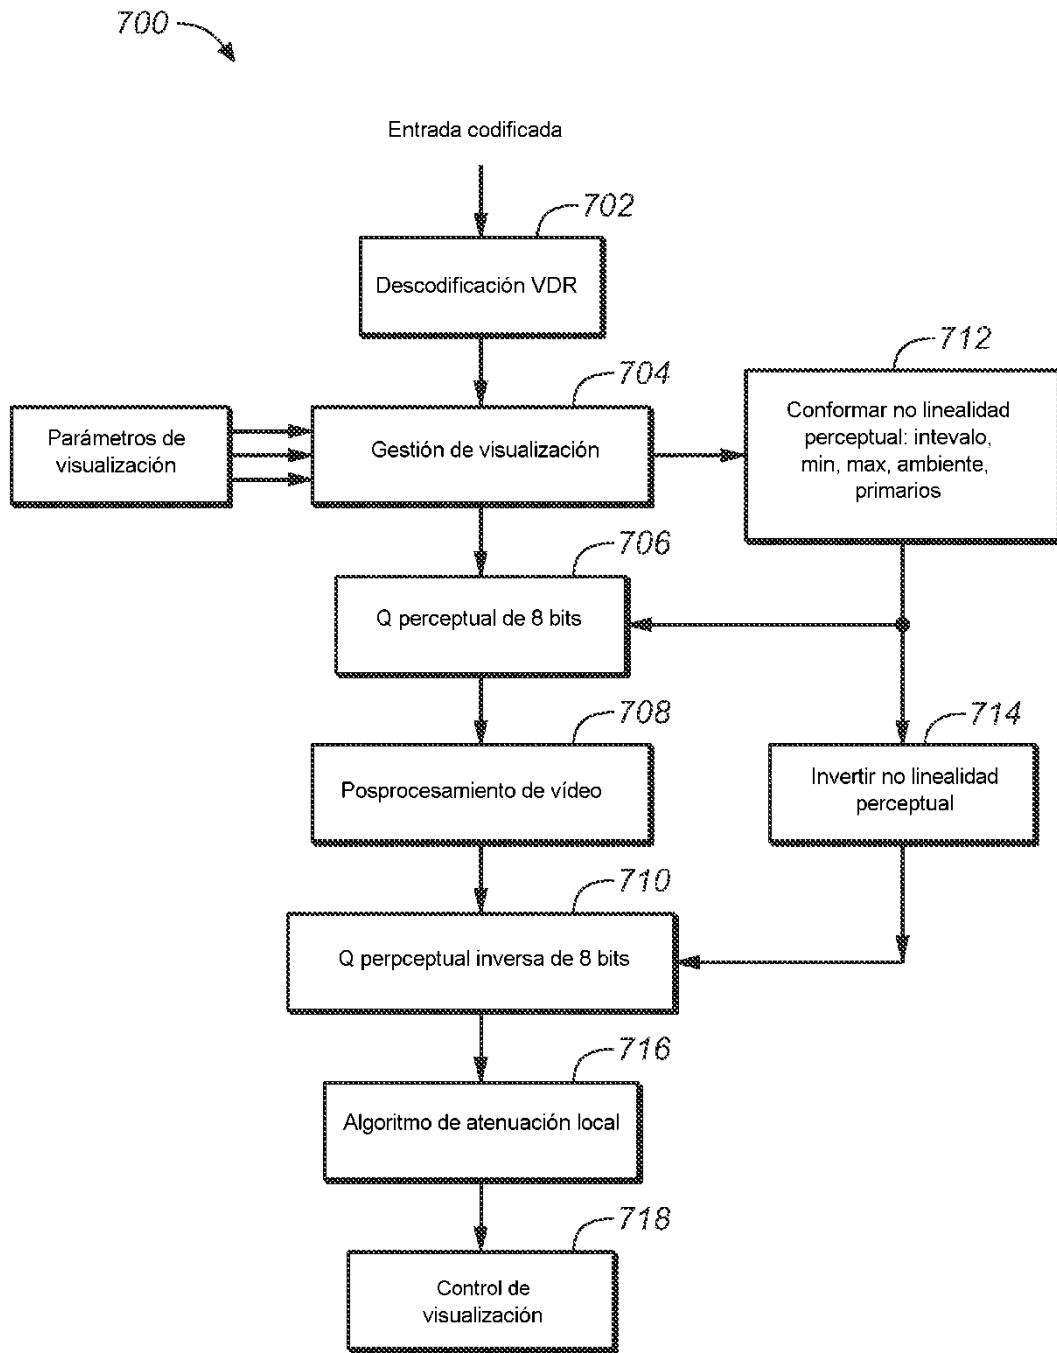 700
Entrada codificada
702
Descodificación VDR
704
712
Parámetros de
visualización
Gestión de visualización
Conformar no linealidad
perceptual: intevalo,
min, max, ambiente,
primarios
706
Q perceptual de 8 bits
708
714
Posprocesamiento de vídeo
Invertir no linealidad
perceptual
710
Q perpceptual inversa de 8 bits
716
Algoritmo de atenuación local
718
Control de
visualización